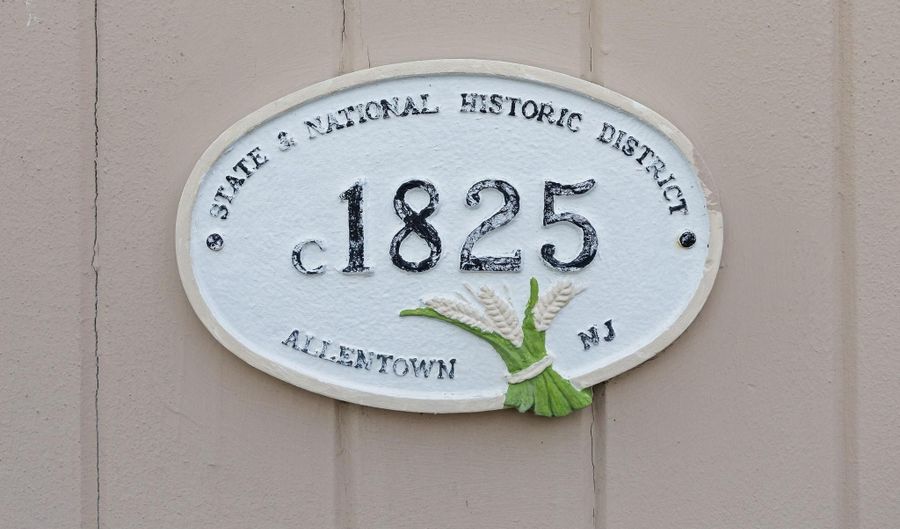 STATE & NATIONAL HISTORIC DISTRICT
c1825
ALLENTOWN NJ